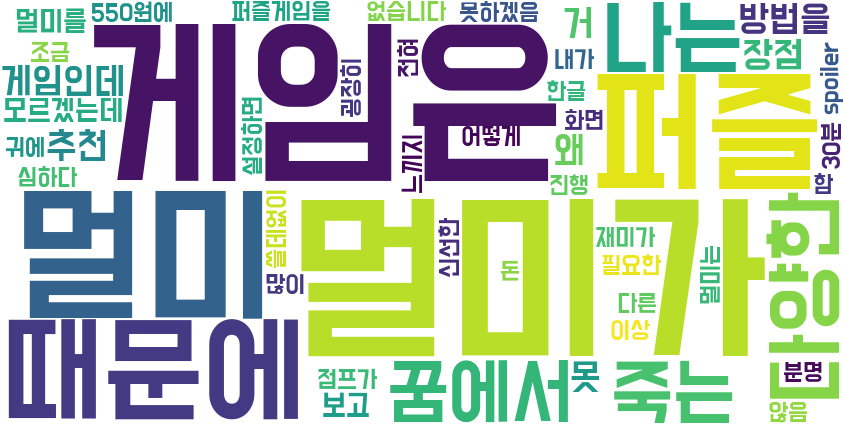 멀미를 550원에 퍼즐게임을 없습니다 못하겠음 거 나는 방법을
조금 게임은 전혀 내가 장점
게임인데 굉장히 한글 퍼즐 spoiler
모르겠는데 설정하면 어떻게 화면
귀에 추천 느끼지 왜 30분
심하다 진행 함
멀미 쓸데없이 멀미가 신선한 재미가 멀미는 다양한
많이 돈 필요한
다른
때문에 이상
점프가 꿈에서 못 죽는 분명
보고 않음